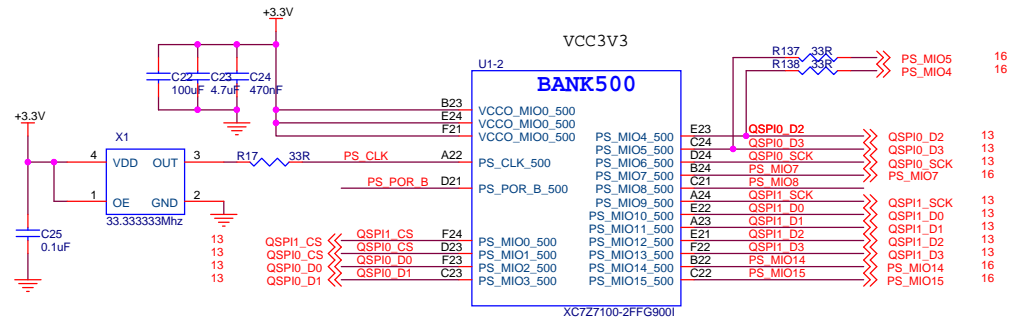 +3.3V
VCC3V3
R137 33R
PS_MIO5 16
R138 33R
PS_MIO4 16
C22 C23 C24
100uF 4.7uF 470nF
U1-2
BANK500
+3.3V
X1
4 VDD OUT 3
1 OE GND 2
33.333333Mhz
R17 33R PS_CLK A22 PS_CLK_500
PS_POR_B D21 PS_POR_B_500
C25
0.1uF
B23 VCCO_MIO0_500
E24 VCCO_MIO0_500
F21 VCCO_MIO0_500
13 QSPI1_CS QSPI1_CS F24 PS_MIO0_500
13 QSPI0_CS QSPI0_CS D23 PS_MIO1_500
13 QSPI0_D0 QSPI0_D0 F23 PS_MIO2_500
13 QSPI0_D1 QSPI0_D1 C23 PS_MIO3_500
PS_MIO4_500 E23 QSPI0_D2 QSPI0_D2 13
PS_MIO5_500 C24 QSPI0_D3 QSPI0_D3 13
PS_MIO6_500 D24 QSPI0_SCK QSPI0_SCK 13
PS_MIO7_500 B24 PS_MIO7 PS_MIO7 16
PS_MIO8_500 C21 PS_MIO8
PS_MIO9_500 A24 QSPI1_SCK QSPI1_SCK 13
PS_MIO10_500 E22 QSPI1_D0 QSPI1_D0 13
PS_MIO11_500 A23 QSPI1_D1 QSPI1_D1 13
PS_MIO12_500 E21 QSPI1_D2 QSPI1_D2 13
PS_MIO13_500 F22 QSPI1_D3 QSPI1_D3 13
PS_MIO14_500 B22 PS_MIO14 PS_MIO14 16
PS_MIO15_500 C22 PS_MIO15 PS_MIO15 16
XC7Z7100-2FFG900I